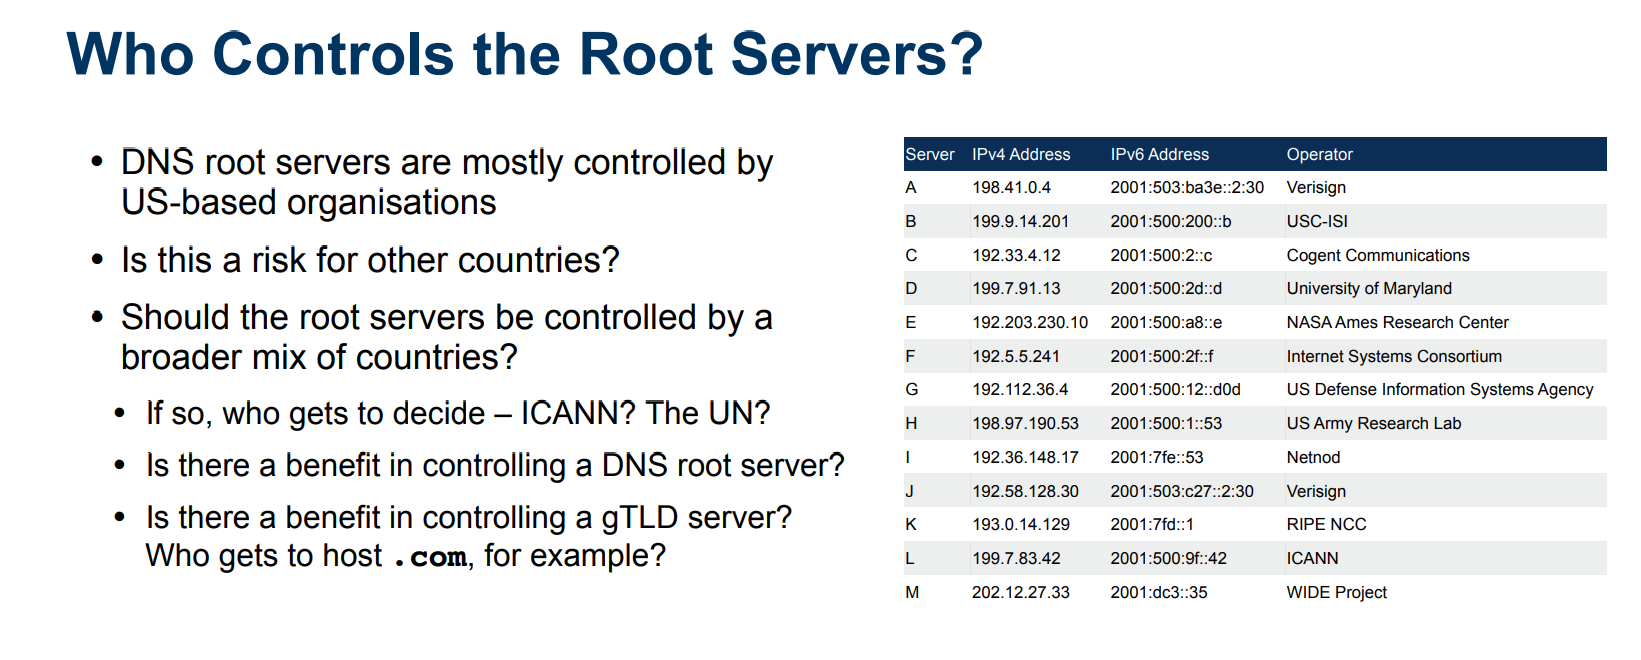 Who Controls the Root Servers?
• DNS root servers are mostly controlled by
US-based organisations
• Is this a risk for other countries?
• Should the root servers be controlled by a
broader mix of countries?
• If so, who gets to decide – ICANN? The UN?
• Is there a benefit in controlling a DNS root server?
• Is there a benefit in controlling a gTLD server?
Who gets to host .com, for example?
Server IPv4 Address IPv6 Address Operator
A 198.41.0.4 2001:503:ba3e::2:30 Verisign
B 199.9.14.201 2001:500:200::b USC-ISI
C 192.33.4.12 2001:500:2::c Cogent Communications
D 199.7.91.13 2001:500:2d::d University of Maryland
E 192.203.230.10 2001:500:a8::e NASA Ames Research Center
F 192.5.5.241 2001:500:2f::f Internet Systems Consortium
G 192.112.36.4 2001:500:12::d0d US Defense Information Systems Agency
H 198.97.190.53 2001:500:1::53 US Army Research Lab
I 192.36.148.17 2001:7fe::53 Netnod
J 192.58.128.30 2001:503:c27::2:30 Verisign
K 193.0.14.129 2001:7fd::1 RIPE NCC
L 199.7.83.42 2001:500:9f::42 ICANN
M 202.12.27.33 2001:dc3::35 WIDE Project